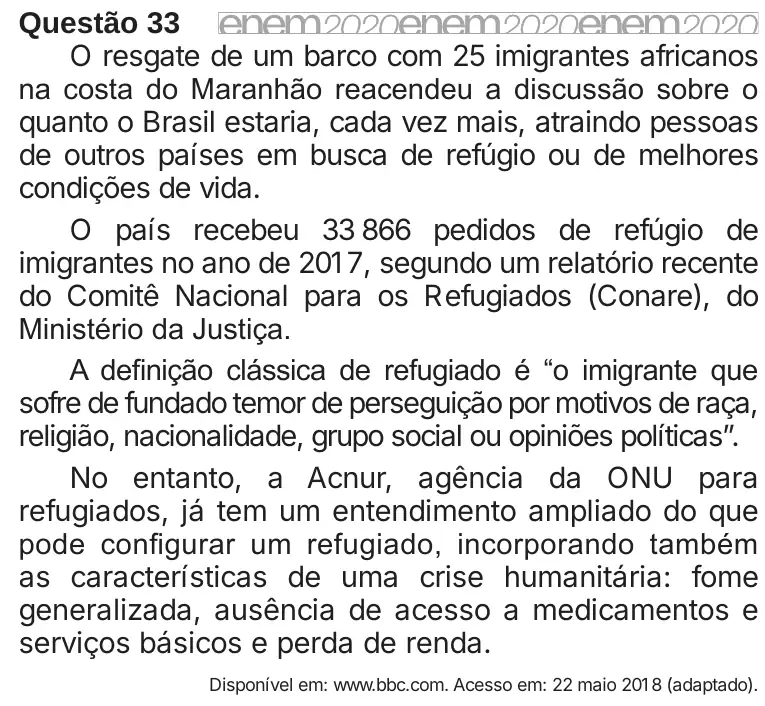 Questão 33 enem2020enem2020enem2020
O resgate de um barco com 25 imigrantes africanos
na costa do Maranhão reacendeu a discussão sobre o
quanto o Brasil estaria, cada vez mais, atraindo pessoas
de outros países em busca de refúgio ou de melhores
condições de vida.
O país recebeu 33 866 pedidos de refúgio de
imigrantes no ano de 2017, segundo um relatório recente
do Comitê Nacional para os Refugiados (Conare), do
Ministério da Justiça.
A definição clássica de refugiado é “o imigrante que
sofre de fundado temor de perseguição por motivos de raça,
religião, nacionalidade, grupo social ou opiniões políticas”.
No entanto, a Acnur, agência da ONU para
refugiados, já tem um entendimento ampliado do que
pode configurar um refugiado, incorporando também
as características de uma crise humanitária: fome
generalizada, ausência de acesso a medicamentos e
serviços básicos e perda de renda.
Disponível em: www.bbc.com. Acesso em: 22 maio 2018 (adaptado).